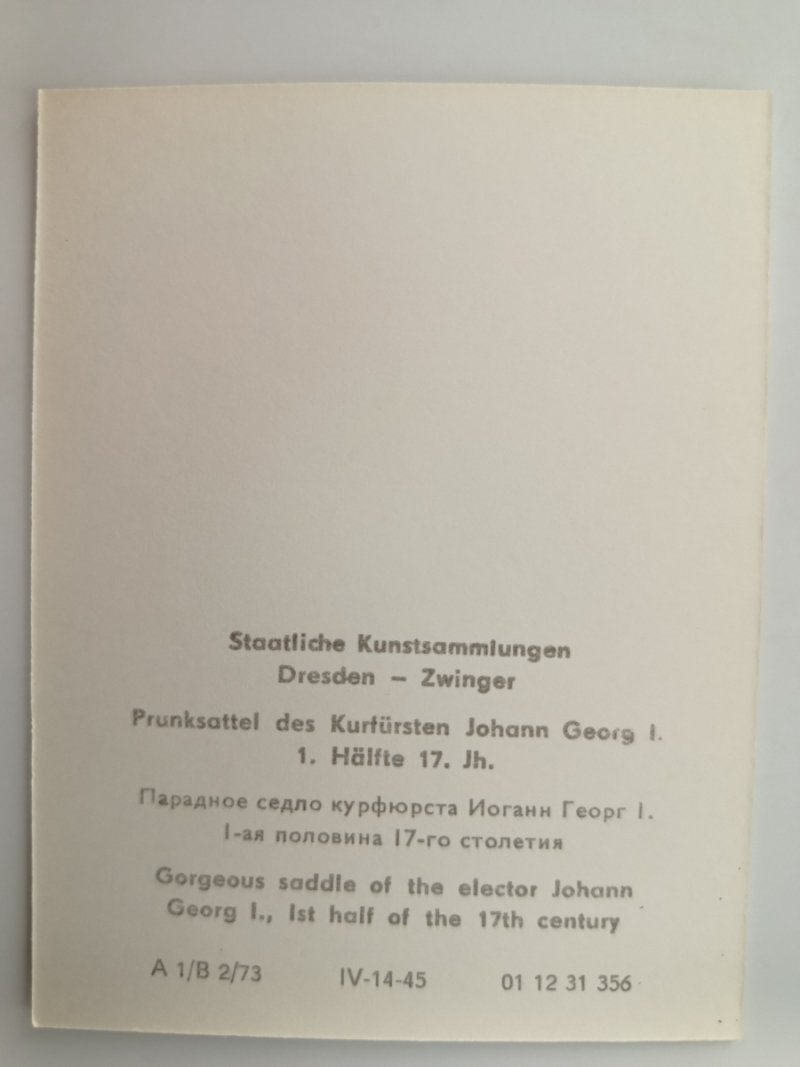 Staatliche Kunstsammlungen
Dresden – Zwinger
Prunksattel des Kurfürsten Johann Georg I.
1. Hälfte 17. Jh.
Парадное седло курфюрста Иоганн Георг I.
I-ая половина 17-го столетия
Gorgeous saddle of the elector Johann
Georg I., Ist half of the 17th century
A 1/B 2/73 IV-14-45 01 12 31 356